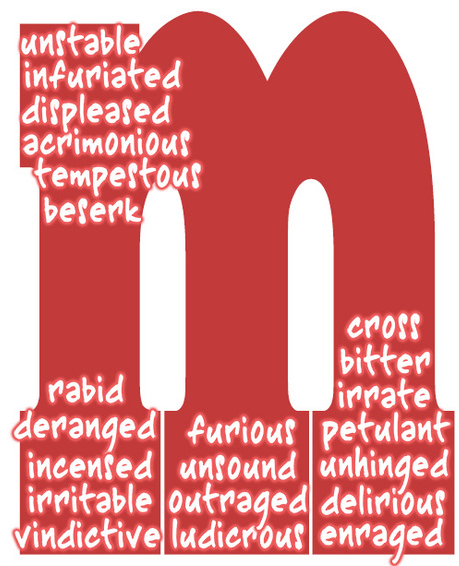 unstable
infuriated
displeased
acrimonious
tempestous
beserk
rabid
deranged
incensed
irritable
vindictive
furious
unsound
outraged
ludicrous
cross
bitter
irrate
petulant
unhinged
delirious
enraged